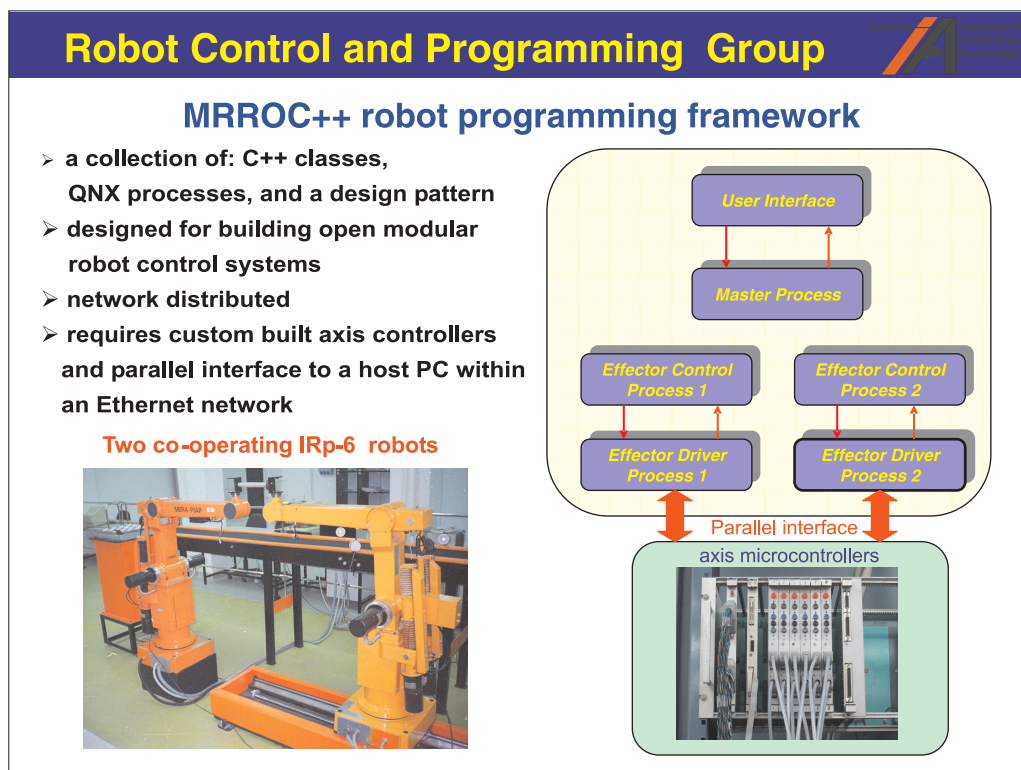 Robot Control and Programming Group
MRROC++ robot programming framework
➢ a collection of: C++ classes,
QNX processes, and a design pattern
➢ designed for building open modular
robot control systems
➢ network distributed
➢ requires custom built axis controllers
and parallel interface to a host PC within
an Ethernet network
Two co-operating IRp-6 robots
MERA PIAP
User Interface
Master Process
Effector Control
Process 1
Effector Control
Process 2
Effector Driver
Process 1
Effector Driver
Process 2
Parallel interface
axis microcontrollers